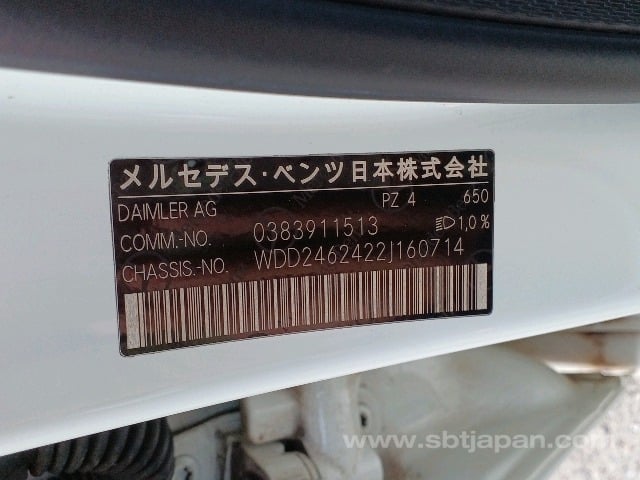 メルセデス・ベンツ日本株式会社
DAIMLER AG PZ 4 650
COMM.-NO. 0383911513 1,0%
CHASSIS.-NO. WDD2462422J160714
www.sbtjapan.com